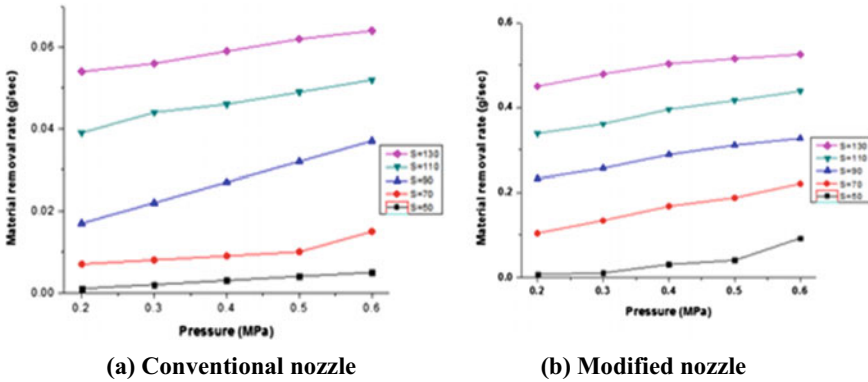 Material removal rate (g/sec)
0.06
0.04
0.02
0.00
0.2 0.3 0.4 0.5 0.6
Pressure (MPa)
S=130
S=110
S=90
S=70
S=50
(a) Conventional nozzle
Material removal rate (g/sec)
0.6
0.4
0.2
0.0
0.2 0.3 0.4 0.5 0.6
Pressure (MPa)
S=130
S=110
S=90
S=70
S=50
(b) Modified nozzle